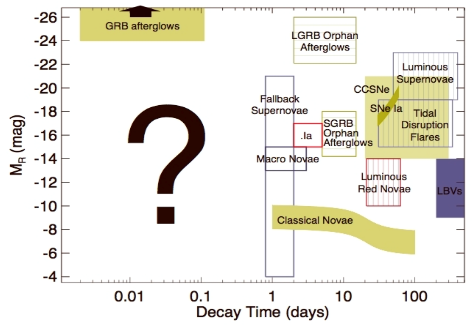 -26
-24
-22
-20
-18
-16
-14
-12
-10
-8
-6
-4
M_R (mag)
GRB afterglows
LGRB Orphan
Afterglows
Luminous
Supernovae
CCSNe
SNe Ia
Fallback
Supernovae
Tidal
Disruption
Flares
.Ia
SGRB
Orphan
Afterglows
Macro Novae
Luminous
Red Novae
LBVs
Classical Novae
?
0.01
0.1
1
10
100
Decay Time (days)